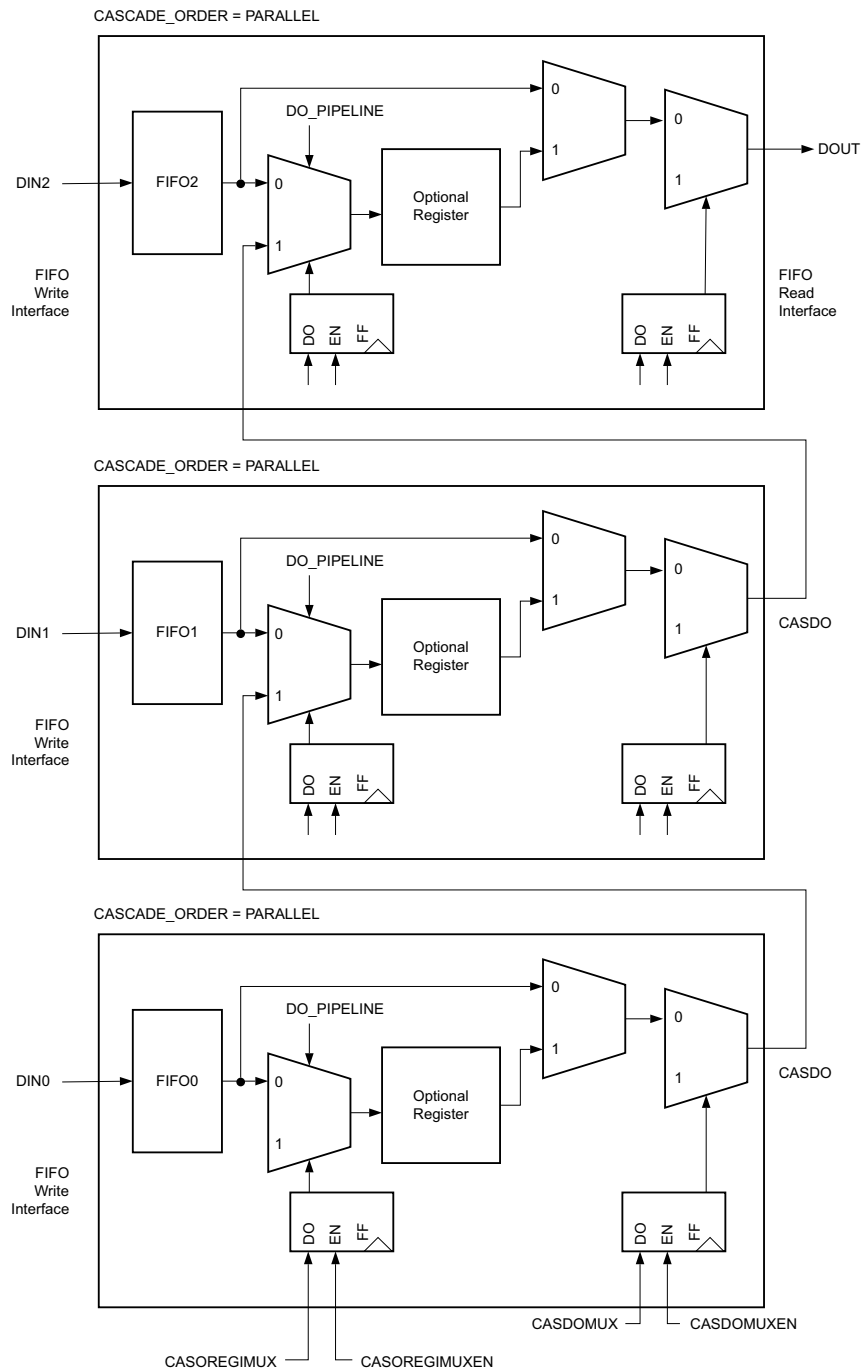 CASCADE_ORDER = PARALLEL
DO_PIPELINE
0
0
1
DOUT
DIN2
FIFO2
0
1
1
Optional
Register
1
FIFO
Write
Interface
DO
EN
FF
DO
EN
FF
FIFO
Read
Interface
CASCADE_ORDER = PARALLEL
DO_PIPELINE
0
0
1
DIN1
FIFO1
0
1
1
Optional
Register
CASDO
FIFO
Write
Interface
DO
EN
FF
DO
EN
FF
CASCADE_ORDER = PARALLEL
DO_PIPELINE
0
0
1
DIN0
FIFO0
0
1
1
Optional
Register
CASDO
FIFO
Write
Interface
DO
EN
FF
DO
EN
FF
CASDOMUX
CASDOMUXEN
CASOREGIMUX
CASOREGIMUXEN